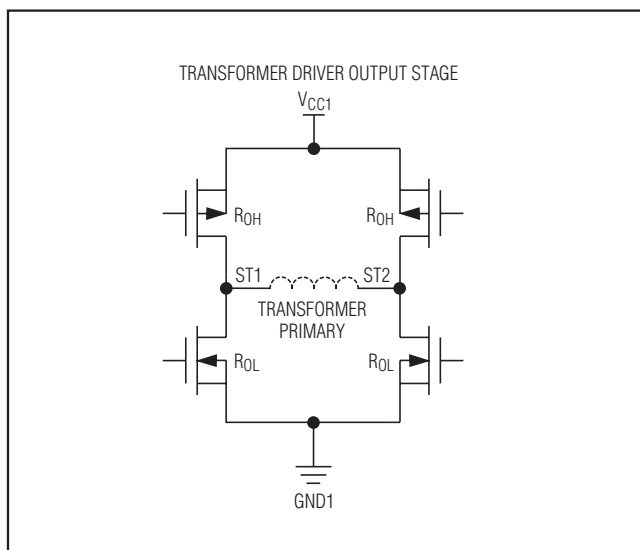 TRANSFORMER DRIVER OUTPUT STAGE
VCC1
ROH
ROH
ST1
ST2
TRANSFORMER
PRIMARY
ROL
ROL
GND1